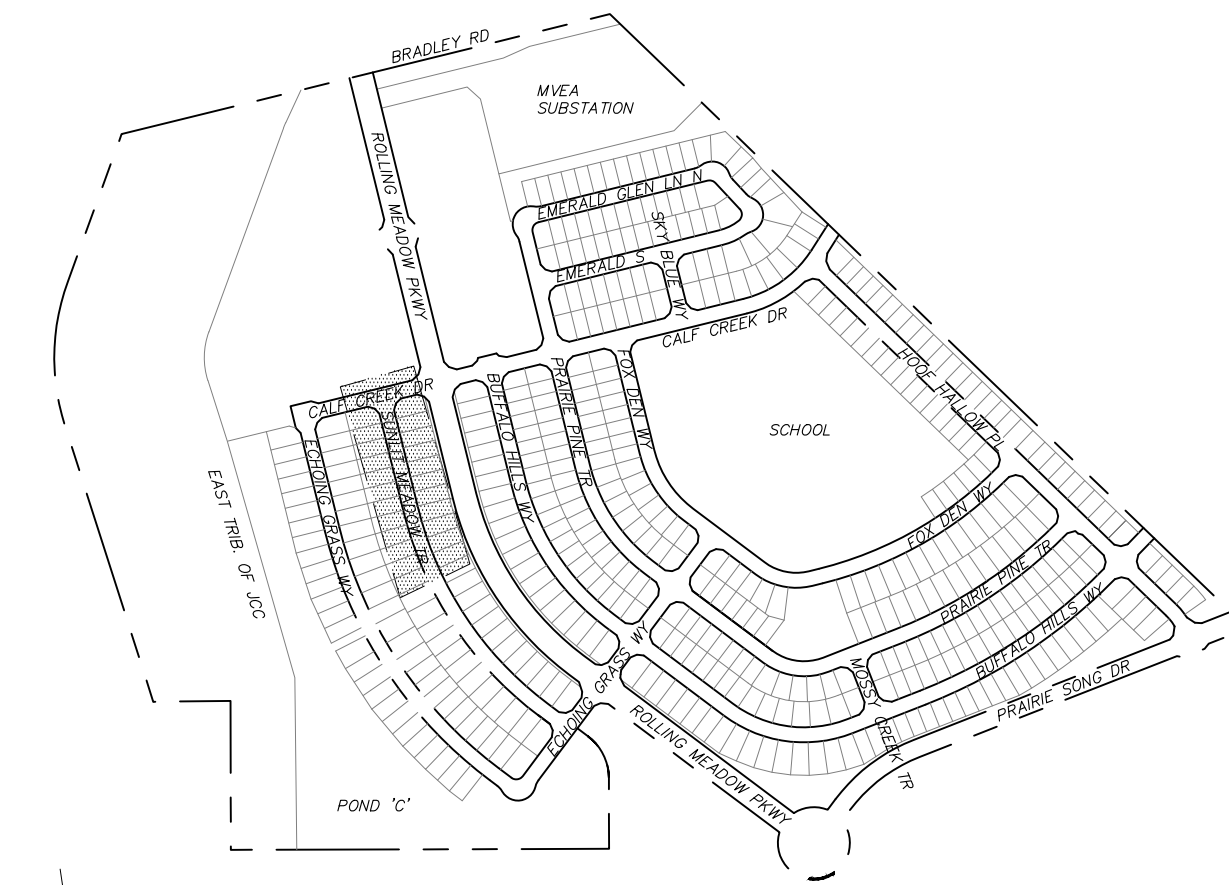 BRADLEY RD
MVEA
SUBSTATION
ROLLING MEADOW PKWY
EMERALD GLEN LN N
SKY BLUE WY
EMERALD S
CALF CREEK DR
CALF CREEK DR
BUFFALO HILLS WY
PRAIRIE PINE TR
FOX DEN WY
HOOF HALLOW PL
SCHOOL
SUNLIT MEADOW TR
ECHOING GRASS WY
EAST TRIB. OF JCC
FOX DEN WY
PRAIRIE PINE TR
BUFFALO HILLS WY
ECHOING GRASS WY
MOSSY CREEK TR
PRAIRIE SONG DR
ROLLING MEADOW PKWY
POND 'C'